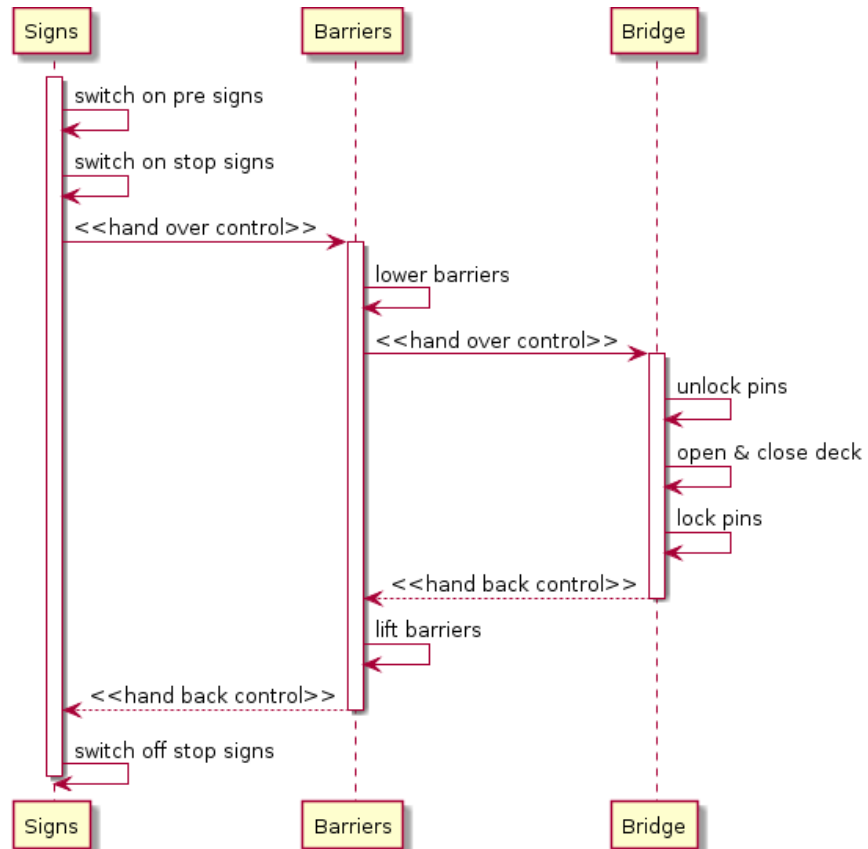 Signs
Barriers
Bridge
switch on pre signs
switch on stop signs
<<hand over control>>
lower barriers
<<hand over control>>
unlock pins
open & close deck
lock pins
<<hand back control>>
lift barriers
<<hand back control>>
switch off stop signs
Signs
Barriers
Bridge